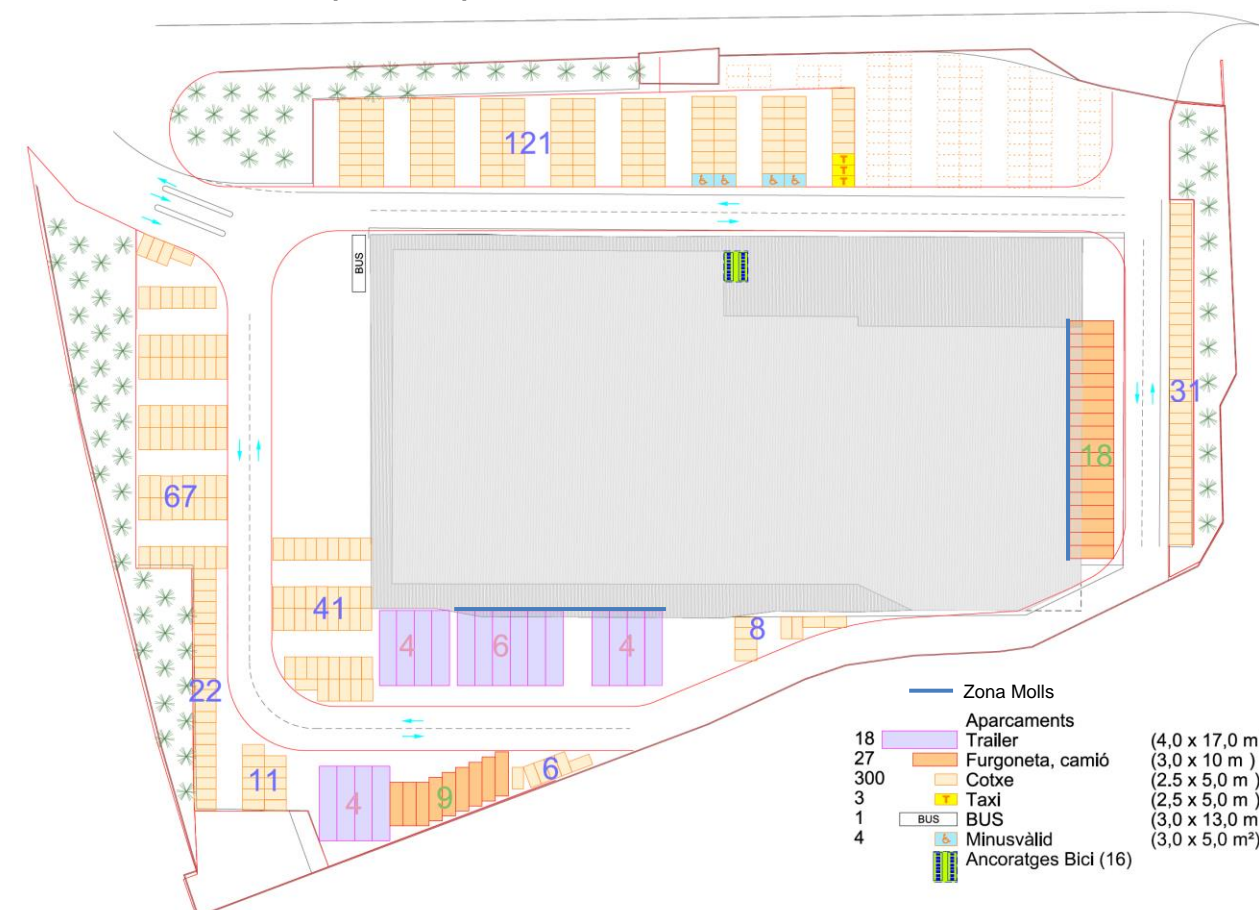 121
BUS
31
18
67
41
8
4
6
4
22
11
4
9
6
Zona Molls
Aparcaments
18 Trailer (4,0 x 17,0 m
27 Furgoneta, camió (3,0 x 10 m )
300 Cotxe (2.5 x 5,0 m )
3 T Taxi (2,5 x 5,0 m )
1 BUS BUS (3,0 x 13,0 m
4 Minusvàlid (3,0 x 5,0 m²)
Ancoratges Bici (16)